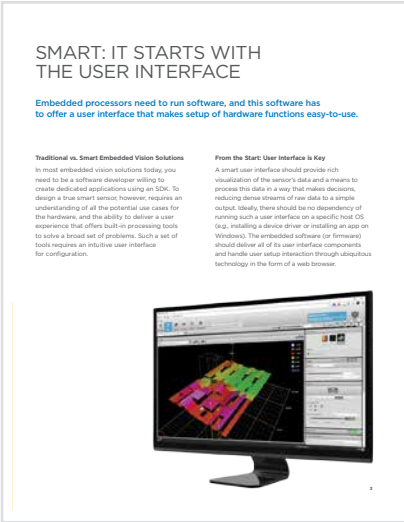 SMART: IT STARTS WITH
THE USER INTERFACE
Embedded processors need to run software, and this software has
to offer a user interface that makes setup of hardware functions easy-to-use.
Traditional vs. Smart Embedded Vision Solutions
In most embedded vision solutions today, you
need to be a software developer willing to
create dedicated applications using an SDK. To
design a true smart sensor, however, requires an
understanding of all the potential use cases for
the hardware, and the ability to deliver a user
experience that offers built-in processing tools
to solve a broad set of problems. Such a set of
tools requires an intuitive user interface
for configuration.
From the Start: User Interface is Key
A smart user interface should provide rich
visualization of the sensor's data and a means to
process this data in a way that makes decisions,
reducing dense streams of raw data to a simple
output. Ideally, there should be no dependency of
running such a user interface on a specific host OS
(e.g., installing a device driver or installing an app on
Windows). The embedded software (or firmware)
should deliver all of its user interface components
and handle user setup interaction through ubiquitous
technology in the form of a web browser.